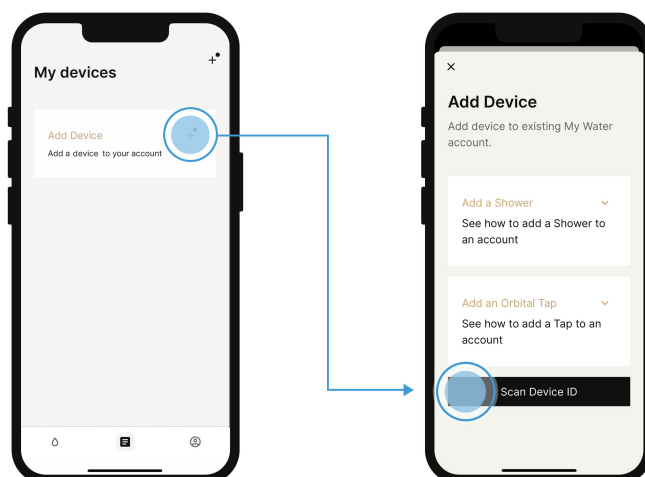 My devices
Add Device
Add a device to your account
Add Device
Add device to existing My Water
account.
Add a Shower
See how to add a Shower to
an account
Add an Orbital Tap
See how to add a Tap to an
account
Scan Device ID